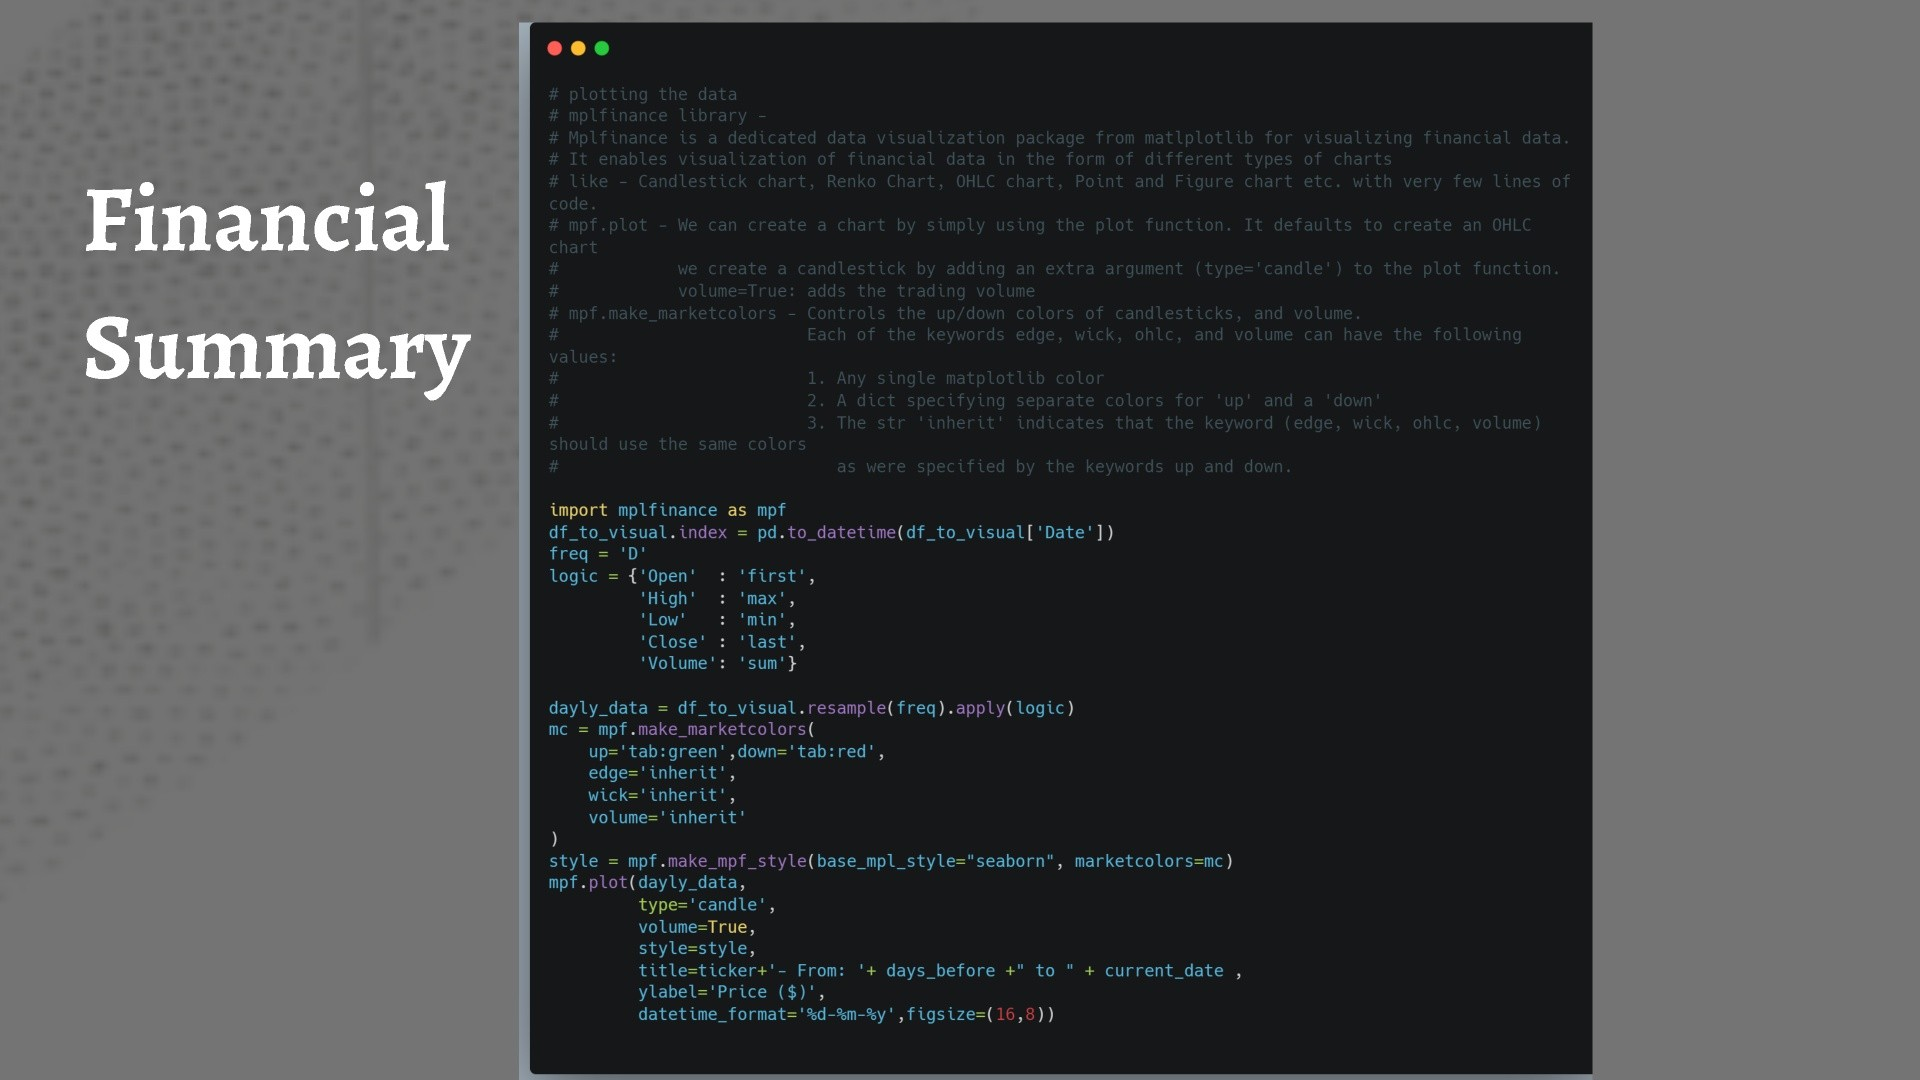 Financial
Summary
# plotting the data
# mplfinance library -
# Mplfinance is a dedicated data visualization package from matlplotlib for visualizing financial data.
# It enables visualization of financial data in the form of different types of charts
# like - Candlestick chart, Renko Chart, OHLC chart, Point and Figure chart etc. with very few lines of
code.
# mpf.plot - We can create a chart by simply using the plot function. It defaults to create an OHLC
chart
#            we create a candlestick by adding an extra argument (type='candle') to the plot function.
#            volume=True: adds the trading volume
# mpf.make_marketcolors - Controls the up/down colors of candlesticks, and volume.
#                         Each of the keywords edge, wick, ohlc, and volume can have the following
values:
#                         1. Any single matplotlib color
#                         2. A dict specifying separate colors for 'up' and a 'down'
#                         3. The str 'inherit' indicates that the keyword (edge, wick, ohlc, volume)
should use the same colors
#                            as were specified by the keywords up and down.
import mplfinance as mpf
df_to_visual.index = pd.to_datetime(df_to_visual['Date'])
freq = 'D'
logic = {'Open'  : 'first',
         'High'  : 'max',
         'Low'   : 'min',
         'Close' : 'last',
         'Volume': 'sum'}
dayly_data = df_to_visual.resample(freq).apply(logic)
mc = mpf.make_marketcolors(
    up='tab:green',down='tab:red',
    edge='inherit',
    wick='inherit',
    volume='inherit'
)
style = mpf.make_mpf_style(base_mpl_style="seaborn", marketcolors=mc)
mpf.plot(dayly_data,
         type='candle',
         volume=True,
         style=style,
         title=ticker+'- From: '+ days_before +" to " + current_date ,
         ylabel='Price ($)',
         datetime_format='%d-%m-%y',figsize=(16,8))